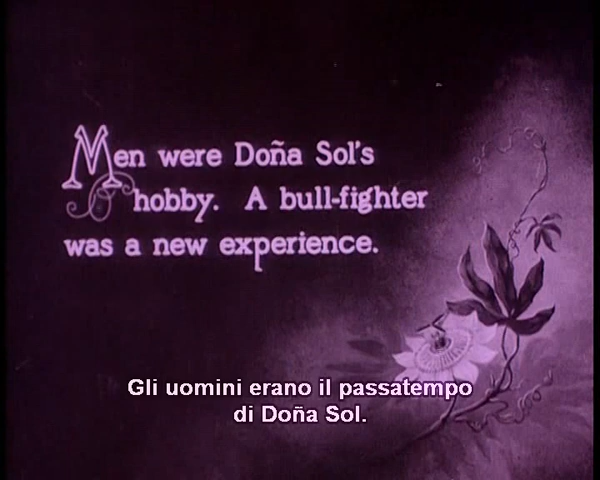 Men were Doña Sol's
hobby. A bull-fighter
was a new experience.
Gli uomini erano il passatempo
di Doña Sol.